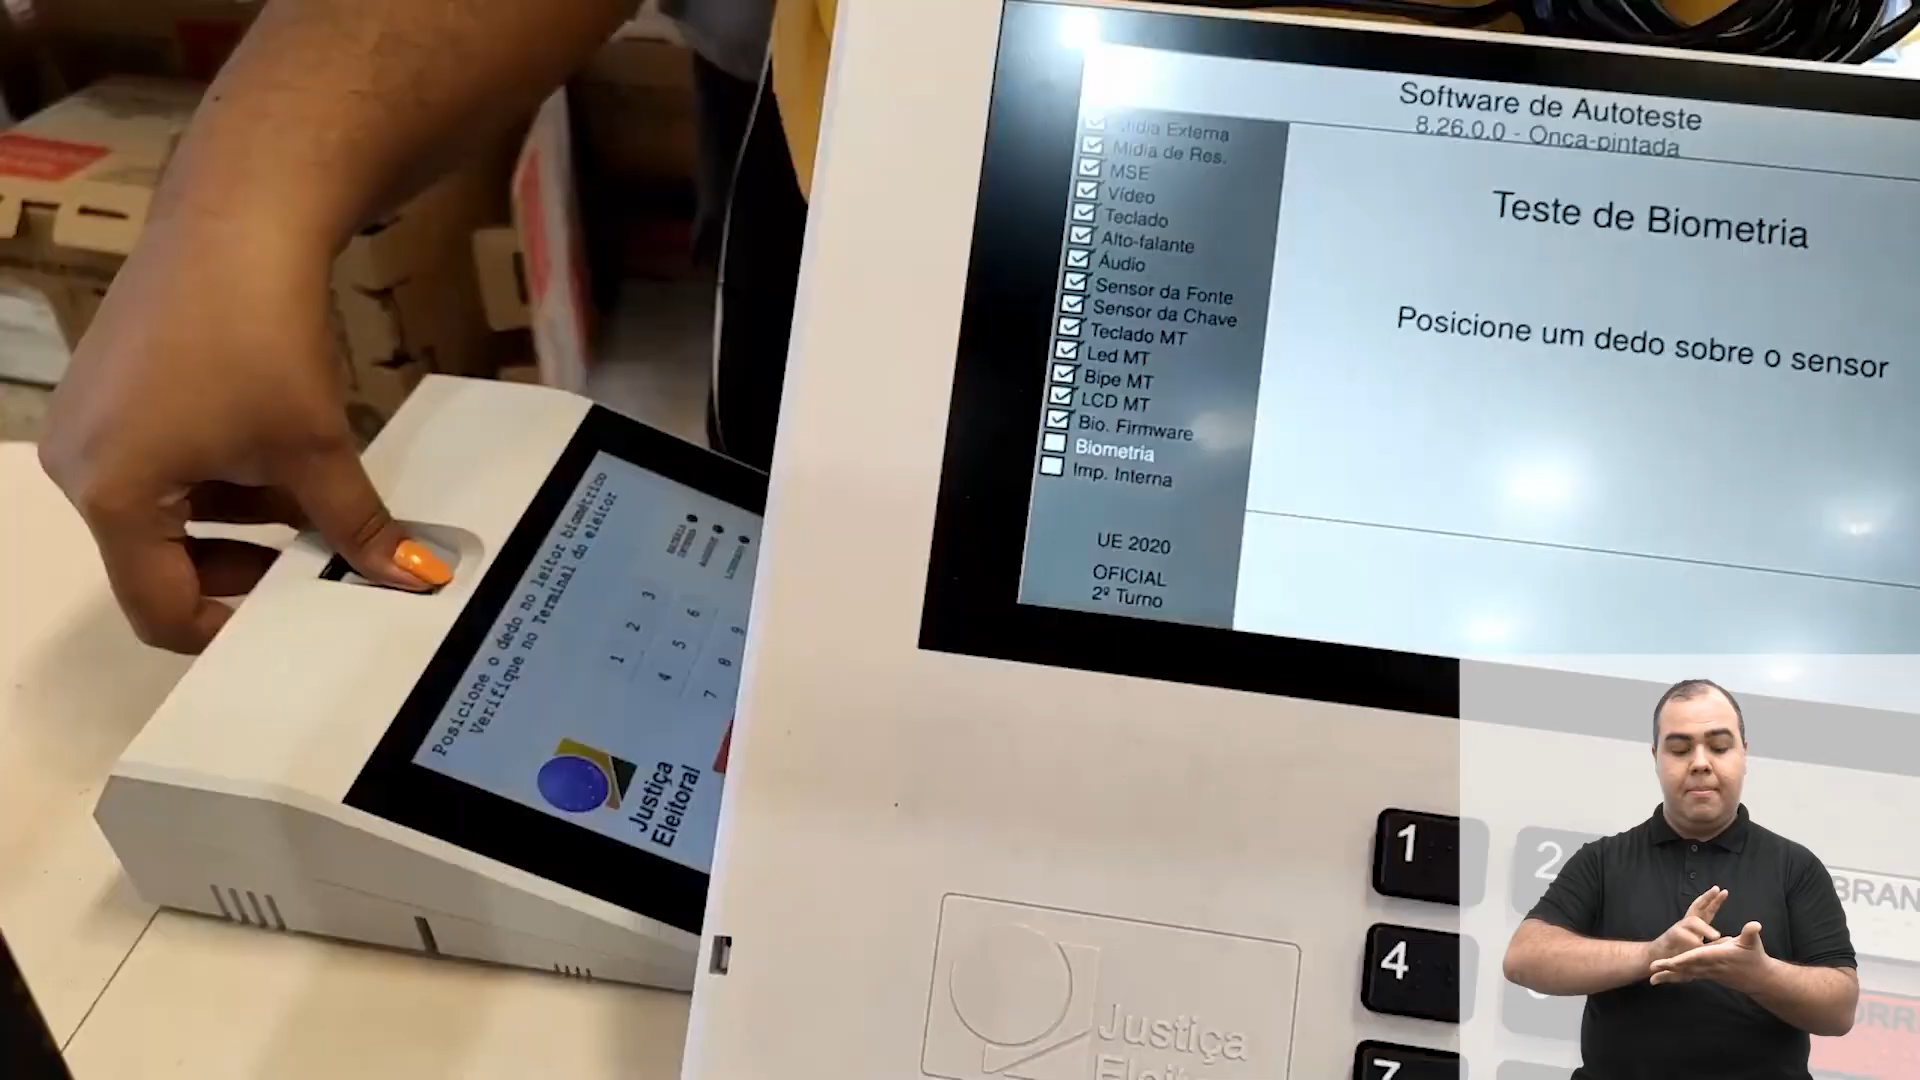 Software de Autoteste
8.26.0.0 - Onça-pintada
Mídia Externa
Mídia de Res.
MSE
Vídeo
Teclado
Alto-falante
Áudio
Sensor da Fonte
Sensor da Chave
Teclado MT
Led MT
Bipe MT
LCD MT
Bio. Firmware
Biometria
Imp. Interna
UE 2020
OFICIAL
2º Turno
Teste de Biometria
Posicione um dedo sobre o sensor
Posicione o dedo no leitor biométrico
Verifique no Terminal do eleitor
1 2 3
4 5 6
7 8 9
Justiça
Eleitoral
1
2
BRAN
4
ORR
7
Justiça
Eleit